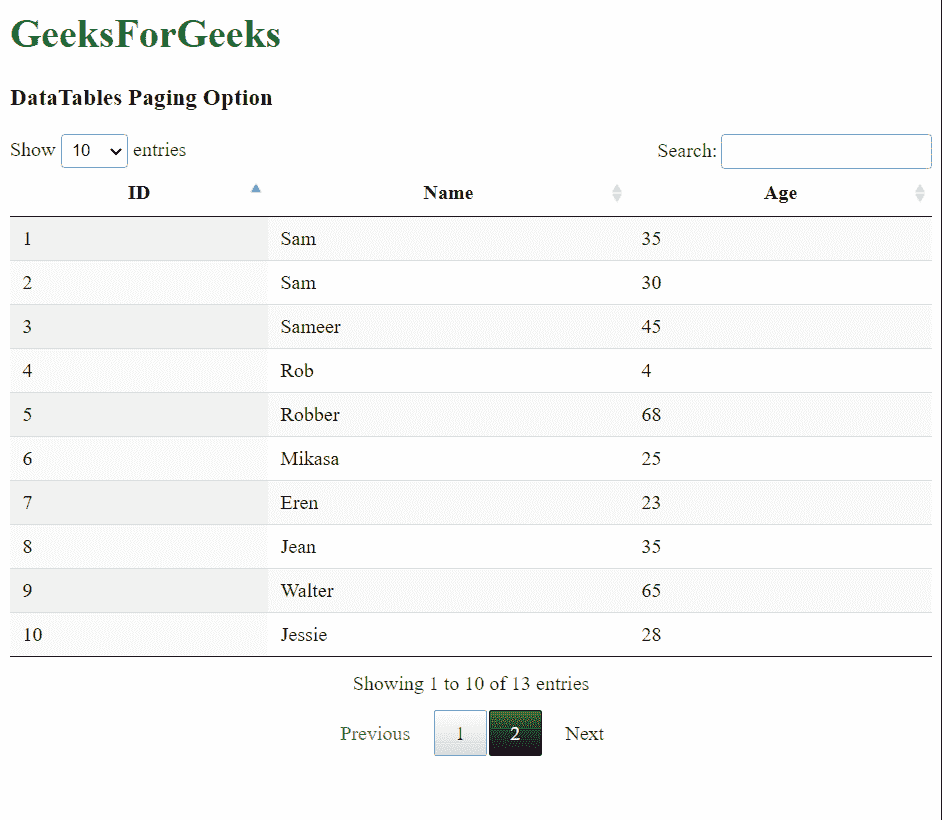 GeeksForGeeks
DataTables Paging Option
Show 10 entries Search:
ID Name Age
1 Sam 35
2 Sam 30
3 Sameer 45
4 Rob 4
5 Robber 68
6 Mikasa 25
7 Eren 23
8 Jean 35
9 Walter 65
10 Jessie 28
Showing 1 to 10 of 13 entries
Previous 1 2 Next